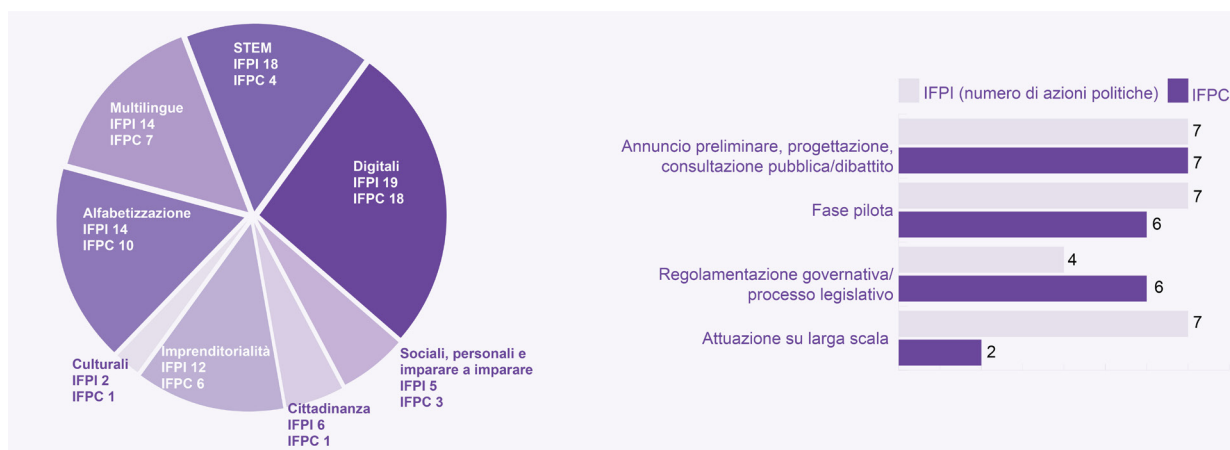 STEM
IFPI 18
IFPC 4
Digitali
IFPI 19
IFPC 18
Sociali, personali e
imparare a imparare
IFPI 5
IFPC 3
Cittadinanza
IFPI 6
IFPC 1
Imprenditorialità
IFPI 12
IFPC 6
Culturali
IFPI 2
IFPC 1
Alfabetizzazione
IFPI 14
IFPC 10
Multilingue
IFPI 14
IFPC 7
IFPI (numero di azioni politiche) IFPC
Annuncio preliminare, progettazione,
consultazione pubblica/dibattito
7
7
Fase pilota
7
6
Regolamentazione governativa/
processo legislativo
4
6
Attuazione su larga scala
7
2